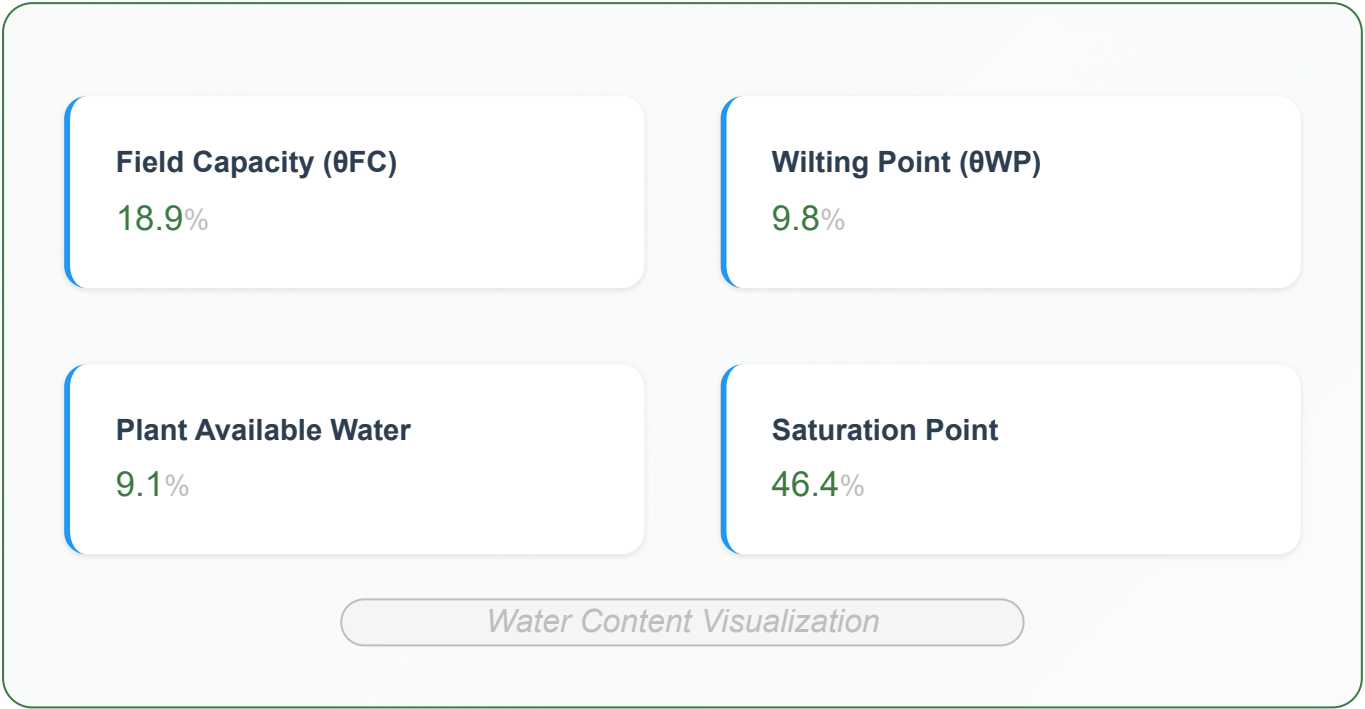 Field Capacity (θFC)
18.9%
Wilting Point (θWP)
9.8%
Plant Available Water
9.1%
Saturation Point
46.4%
Water Content Visualization